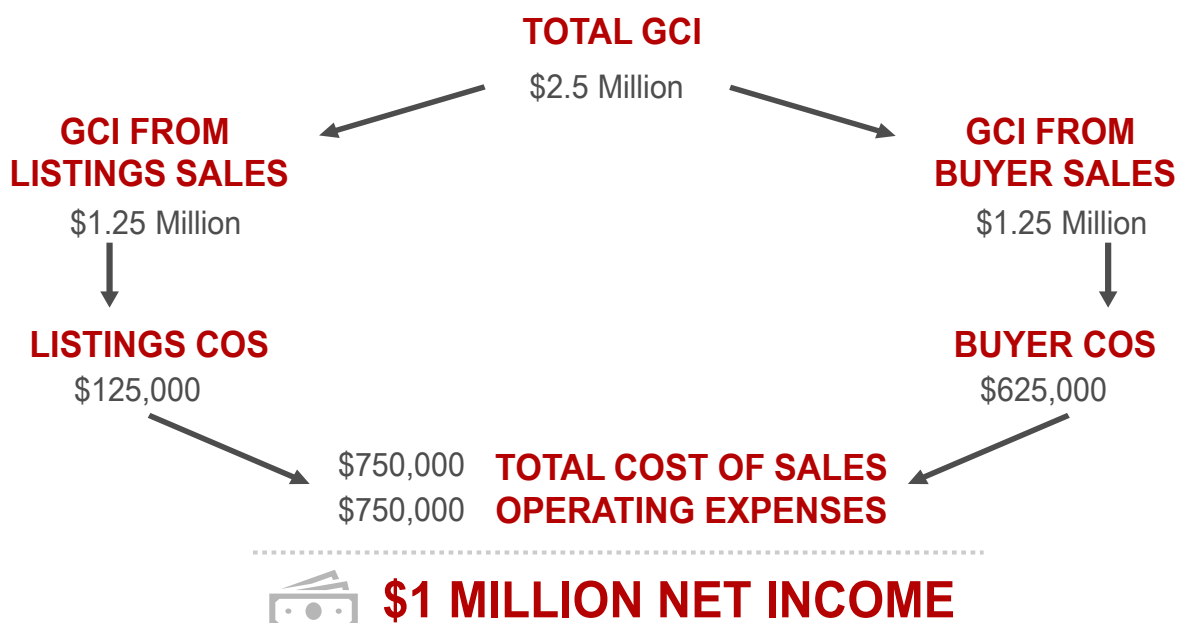 TOTAL GCI
$2.5 Million
GCI FROM
LISTINGS SALES
$1.25 Million
GCI FROM
BUYER SALES
$1.25 Million
LISTINGS COS
$125,000
BUYER COS
$625,000
$750,000 TOTAL COST OF SALES
$750,000 OPERATING EXPENSES
$1 MILLION NET INCOME